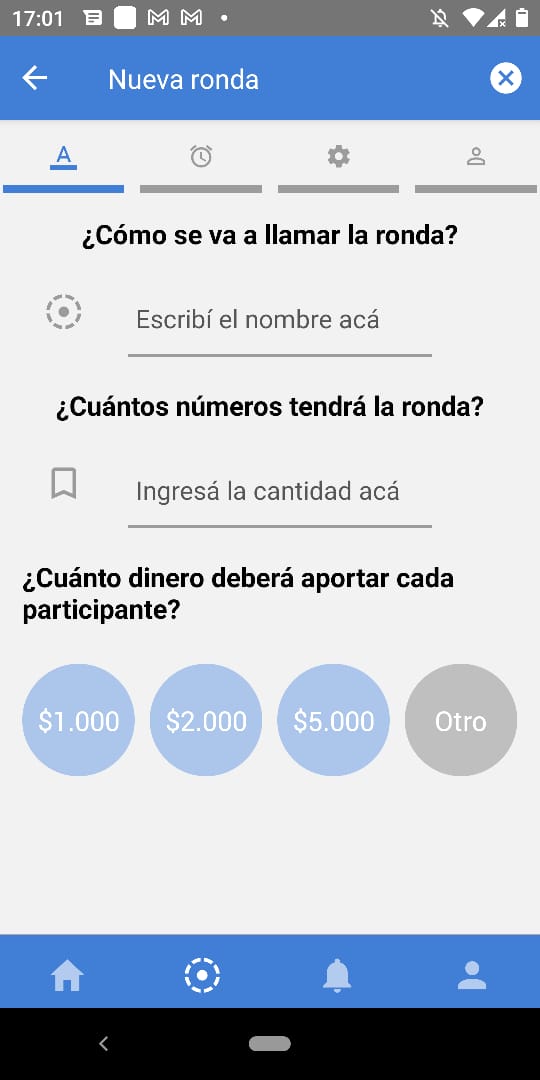 17:01
Nueva ronda
A
¿Cómo se va a llamar la ronda?
Escribí el nombre acá
¿Cuántos números tendrá la ronda?
Ingresá la cantidad acá
¿Cuánto dinero deberá aportar cada
participante?
$1.000 $2.000 $5.000 Otro